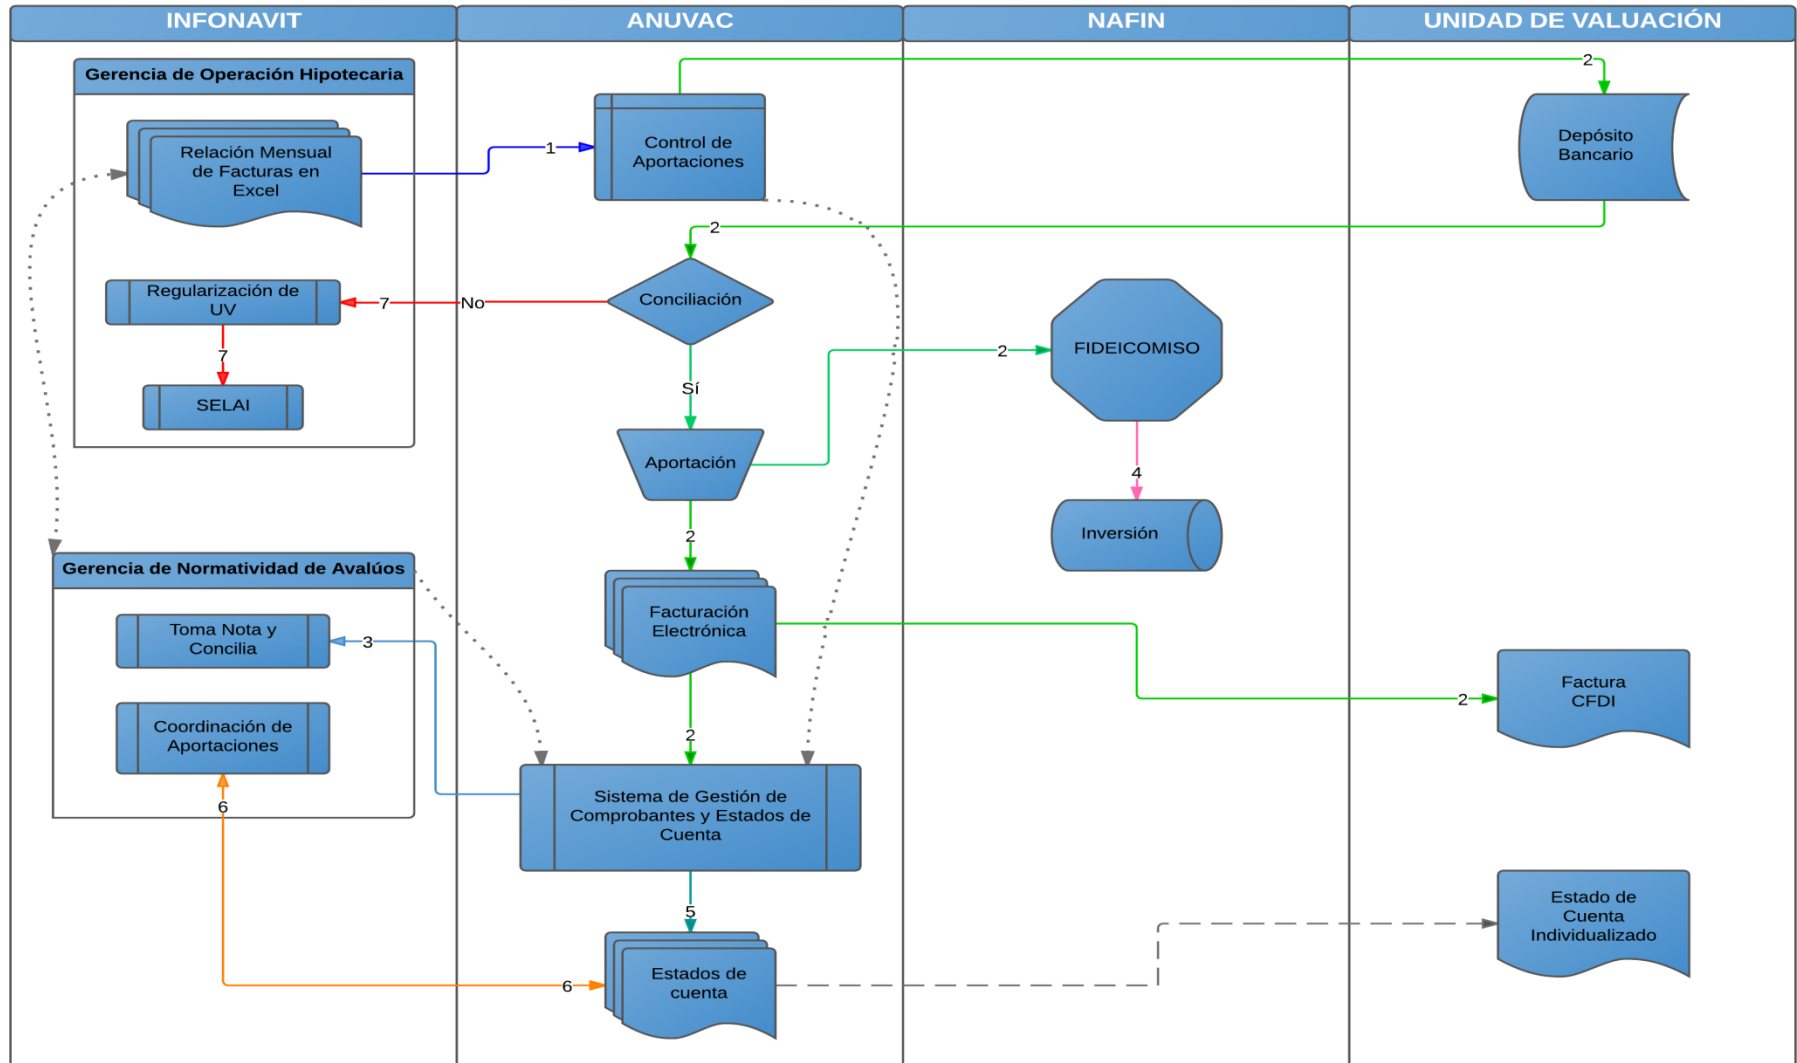 INFONAVIT
ANUVAC
NAFIN
UNIDAD DE VALUACIÓN
Gerencia de Operación Hipotecaria
Relación Mensual
de Facturas en
Excel
1
Control de
Aportaciones
2
Depósito
Bancario
2
Regularización de
UV
7
No
Conciliación
7
SELAI
Sí
2
FIDEICOMISO
Aportación
4
2
Inversión
Gerencia de Normatividad de Avalúos
Toma Nota y
Concilia
3
Facturación
Electrónica
Factura
CFDI
2
Coordinación de
Aportaciones
2
6
Sistema de Gestión de
Comprobantes y Estados de
Cuenta
5
Estado de
Cuenta
Individualizado
6
Estados de
cuenta